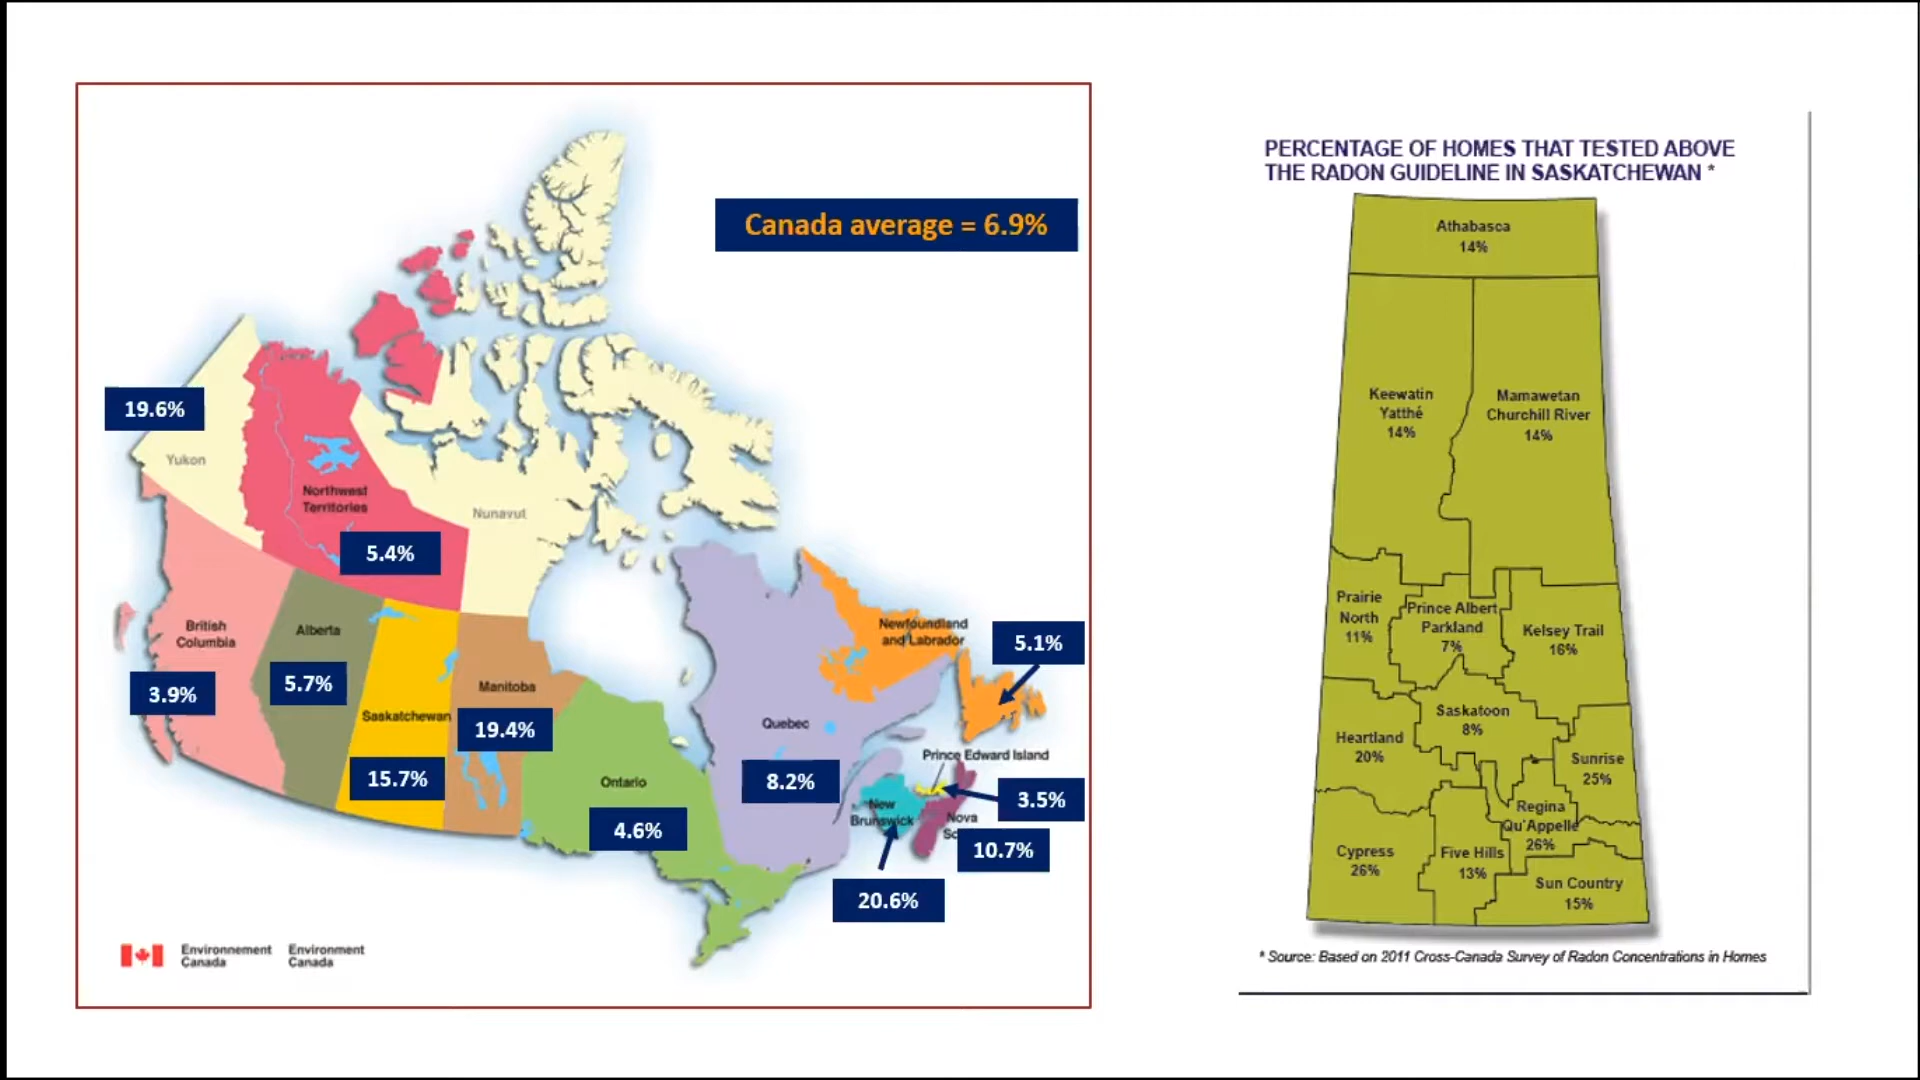 Canada average = 6.9%
19.6%
Yukon
Northwest
Territories
5.4%
Nunavut
British
Columbia
3.9%
Alberta
5.7%
Saskatchewan
15.7%
Manitoba
19.4%
Ontario
4.6%
Quebec
8.2%
Newfoundland
and Labrador
5.1%
Prince Edward Island
3.5%
New
Brunswick
20.6%
Nova
10.7%
Environnement
Canada
Environment
Canada
PERCENTAGE OF HOMES THAT TESTED ABOVE
THE RADON GUIDELINE IN SASKATCHEWAN *
Athabasca
14%
Keewatin
Yatthé
14%
Mamawetan
Churchill River
14%
Prairie
North
11%
Prince Albert
Parkland
7%
Kelsey Trail
16%
Heartland
20%
Saskatoon
8%
Sunrise
25%
Regina
Qu'Appelle
26%
Cypress
26%
Five Hills
13%
Sun Country
15%
* Source: Based on 2011 Cross-Canada Survey of Radon Concentrations in Homes